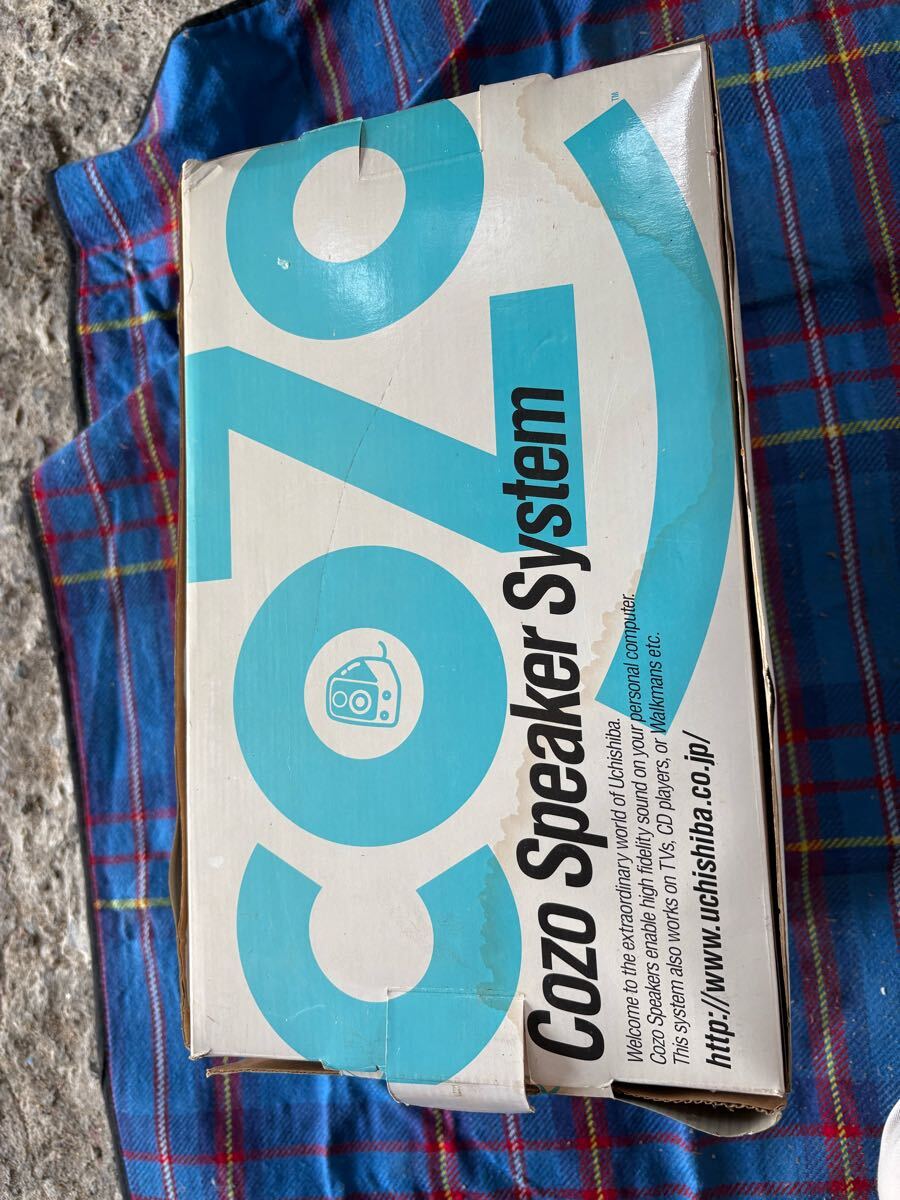 COZO
TM
Cozo Speaker System
Welcome to the extraordinary world of Uchishiba.
Cozo Speakers enable high fidelity sound on your personal computer.
This system also works on TVs, CD players, or Walkmans etc.
http://www.uchishiba.co.jp/